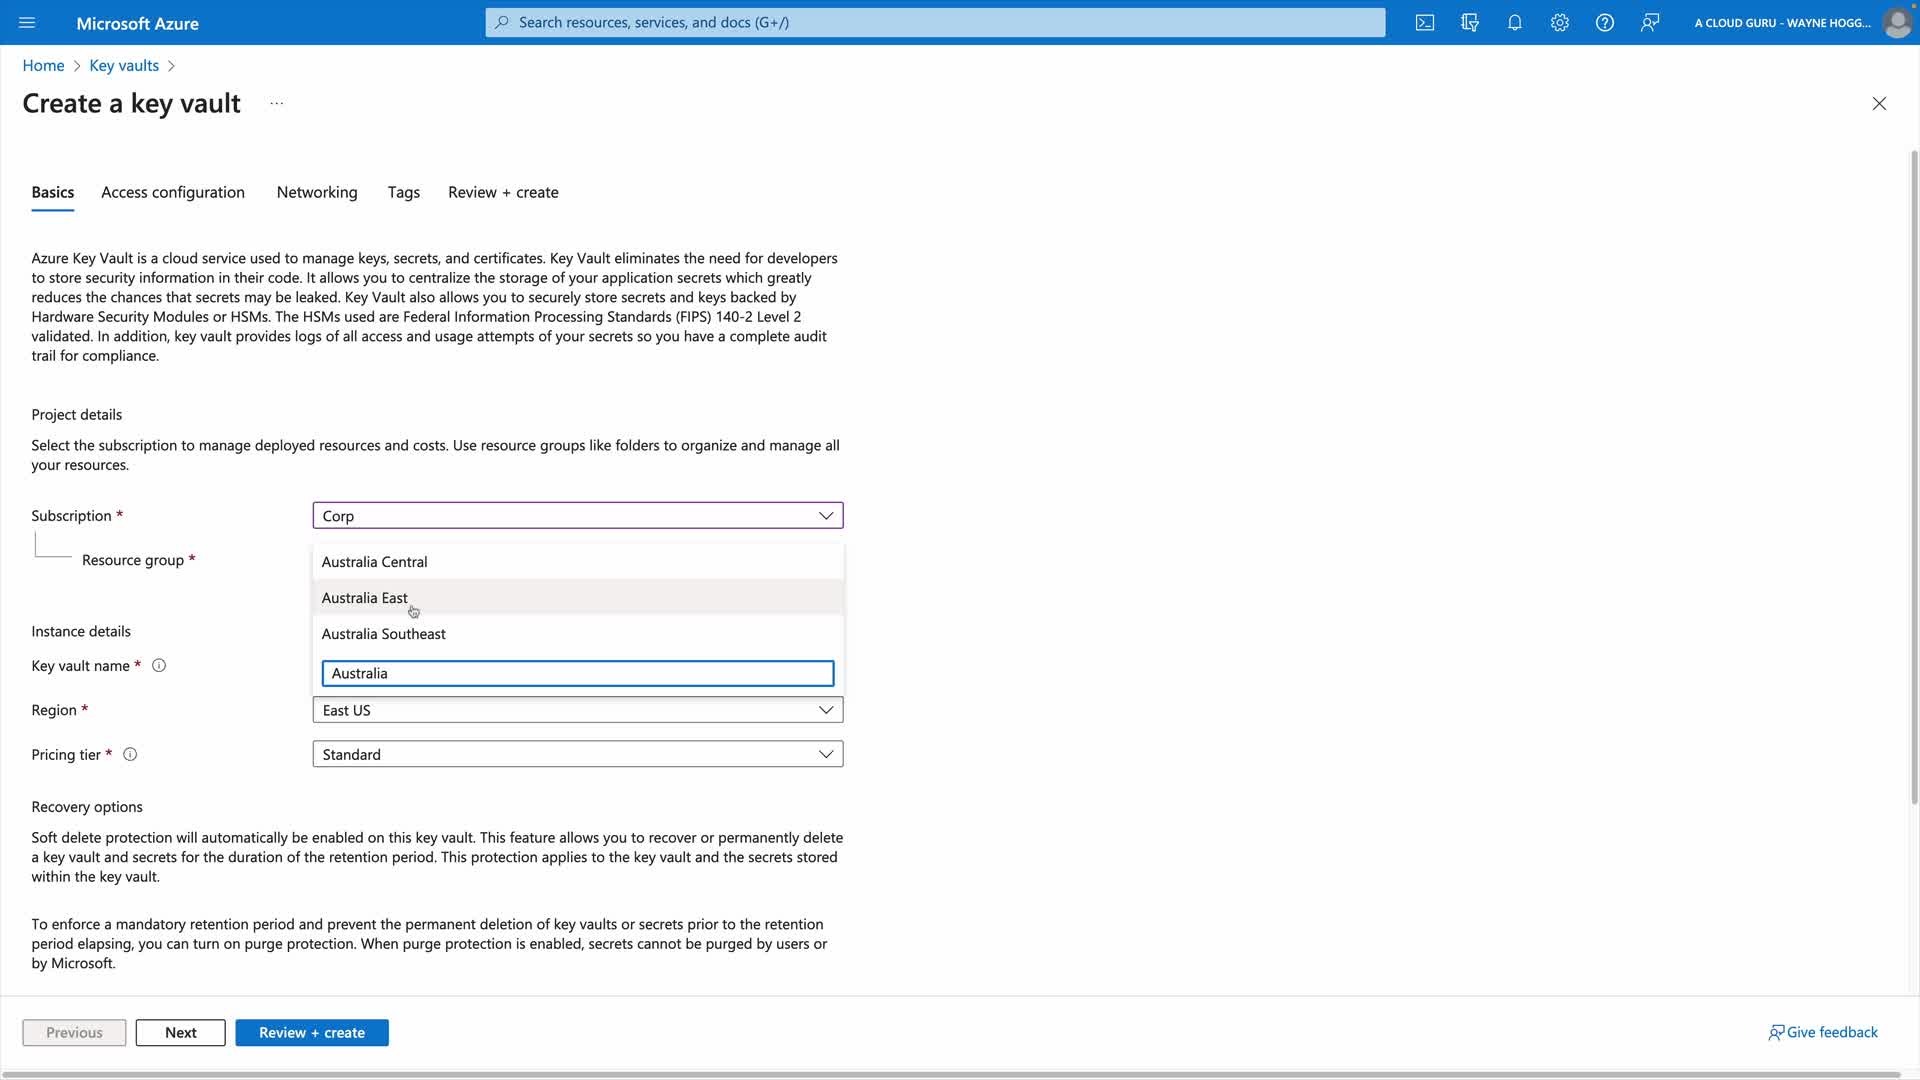 Microsoft Azure
Search resources, services, and docs (G+/)
A CLOUD GURU - WAYNE HOGG...
Home > Key vaults >
Create a key vault ...
Basics
Access configuration
Networking
Tags
Review + create
Azure Key Vault is a cloud service used to manage keys, secrets, and certificates. Key Vault eliminates the need for developers
to store security information in their code. It allows you to centralize the storage of your application secrets which greatly
reduces the chances that secrets may be leaked. Key Vault also allows you to securely store secrets and keys backed by
Hardware Security Modules or HSMs. The HSMs used are Federal Information Processing Standards (FIPS) 140-2 Level 2
validated. In addition, key vault provides logs of all access and usage attempts of your secrets so you have a complete audit
trail for compliance.
Project details
Select the subscription to manage deployed resources and costs. Use resource groups like folders to organize and manage all
your resources.
Subscription *
Corp
Resource group *
Australia Central
Australia East
Australia Southeast
Instance details
Key vault name *
Australia
Region *
East US
Pricing tier *
Standard
Recovery options
Soft delete protection will automatically be enabled on this key vault. This feature allows you to recover or permanently delete
a key vault and secrets for the duration of the retention period. This protection applies to the key vault and the secrets stored
within the key vault.
To enforce a mandatory retention period and prevent the permanent deletion of key vaults or secrets prior to the retention
period elapsing, you can turn on purge protection. When purge protection is enabled, secrets cannot be purged by users or
by Microsoft.
Previous
Next
Review + create
Give feedback